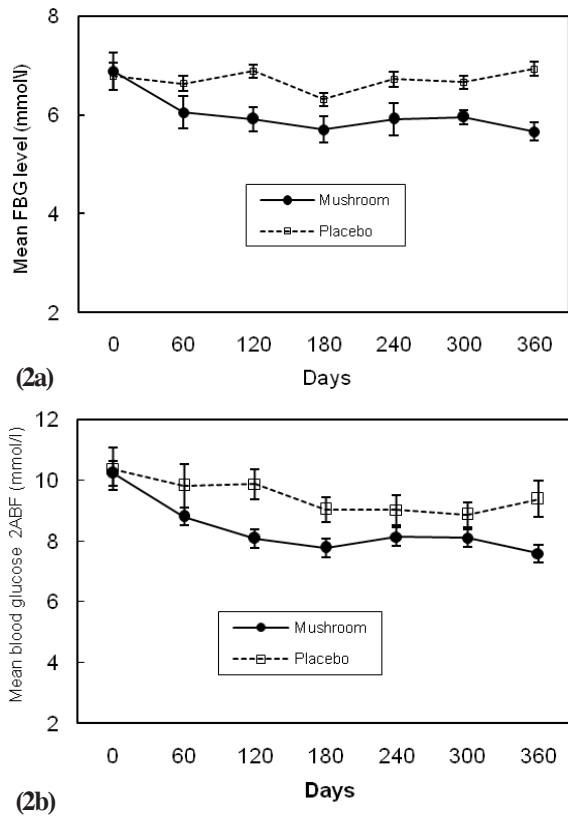 8
6
4
2
Mean FBG level (mmol\l)
Mushroom
Placebo
0 60 120 180 240 300 360
Days
(2a)
12
10
8
6
4
2
Mean blood glucose 2ABF (mmol/l)
Mushroom
Placebo
0 60 120 180 240 300 360
Days
(2b)